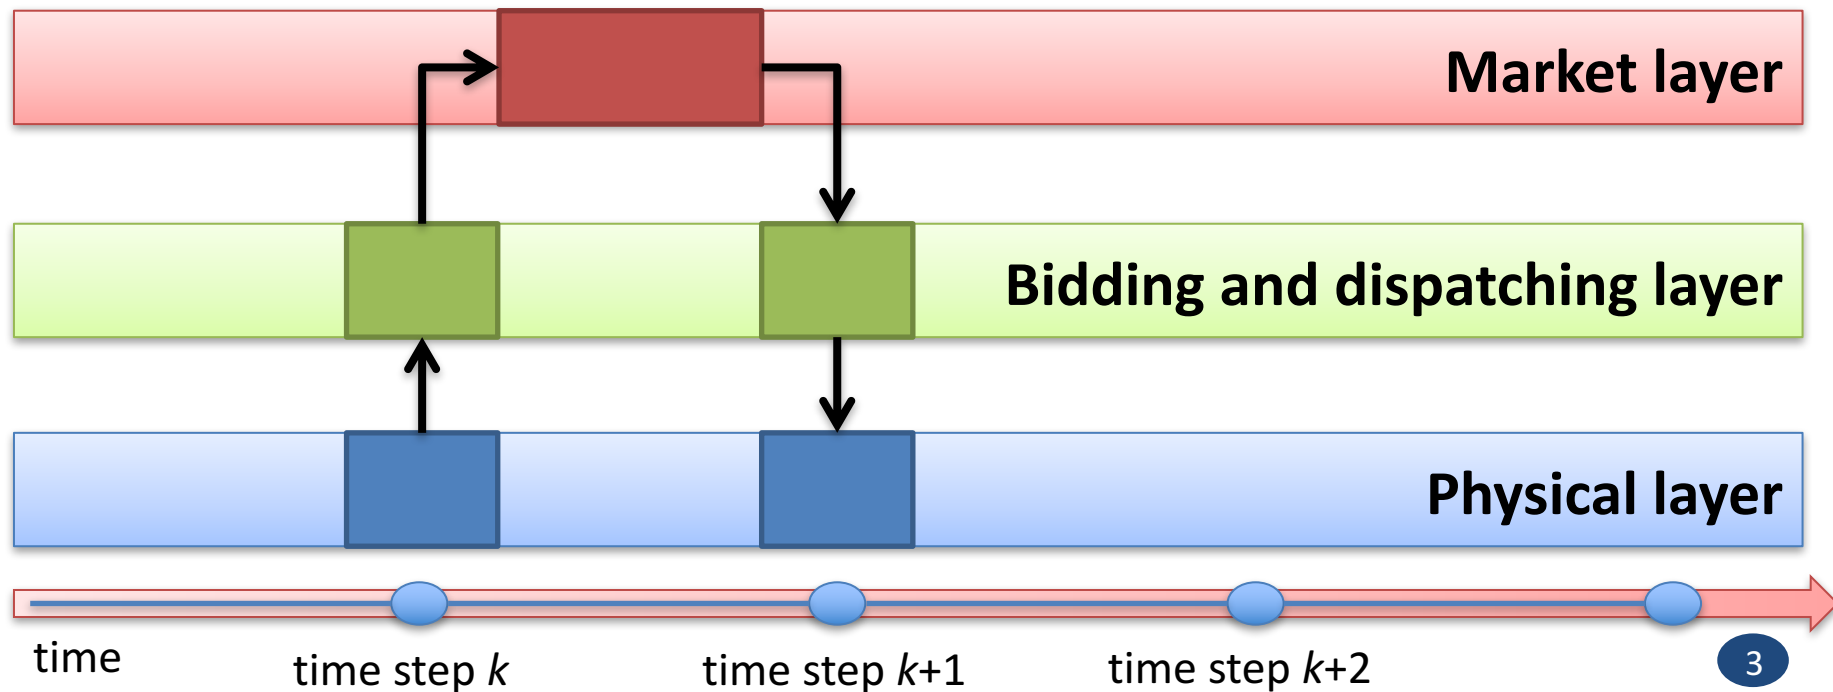 Market layer
Bidding and dispatching layer
Physical layer
time
time step k
time step k+1
time step k+2
3